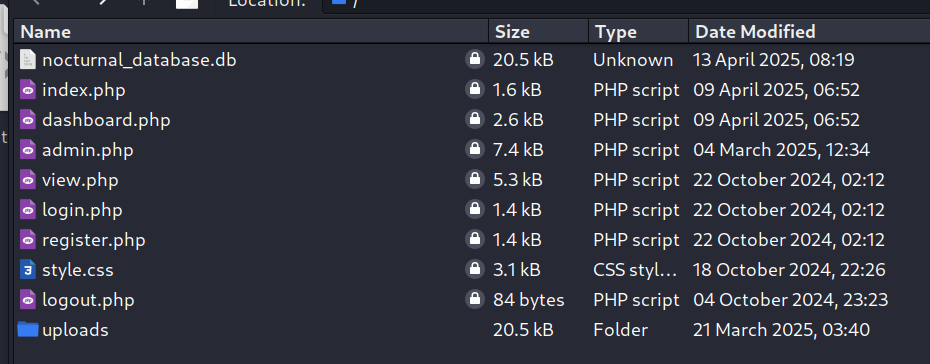 Location: /
Name Size Type Date Modified
nocturnal_database.db 20.5 kB Unknown 13 April 2025, 08:19
index.php 1.6 kB PHP script 09 April 2025, 06:52
dashboard.php 2.6 kB PHP script 09 April 2025, 06:52
admin.php 7.4 kB PHP script 04 March 2025, 12:34
view.php 5.3 kB PHP script 22 October 2024, 02:12
login.php 1.4 kB PHP script 22 October 2024, 02:12
register.php 1.4 kB PHP script 22 October 2024, 02:12
style.css 3.1 kB CSS styl... 18 October 2024, 22:26
logout.php 84 bytes PHP script 04 October 2024, 23:23
uploads 20.5 kB Folder 21 March 2025, 03:40